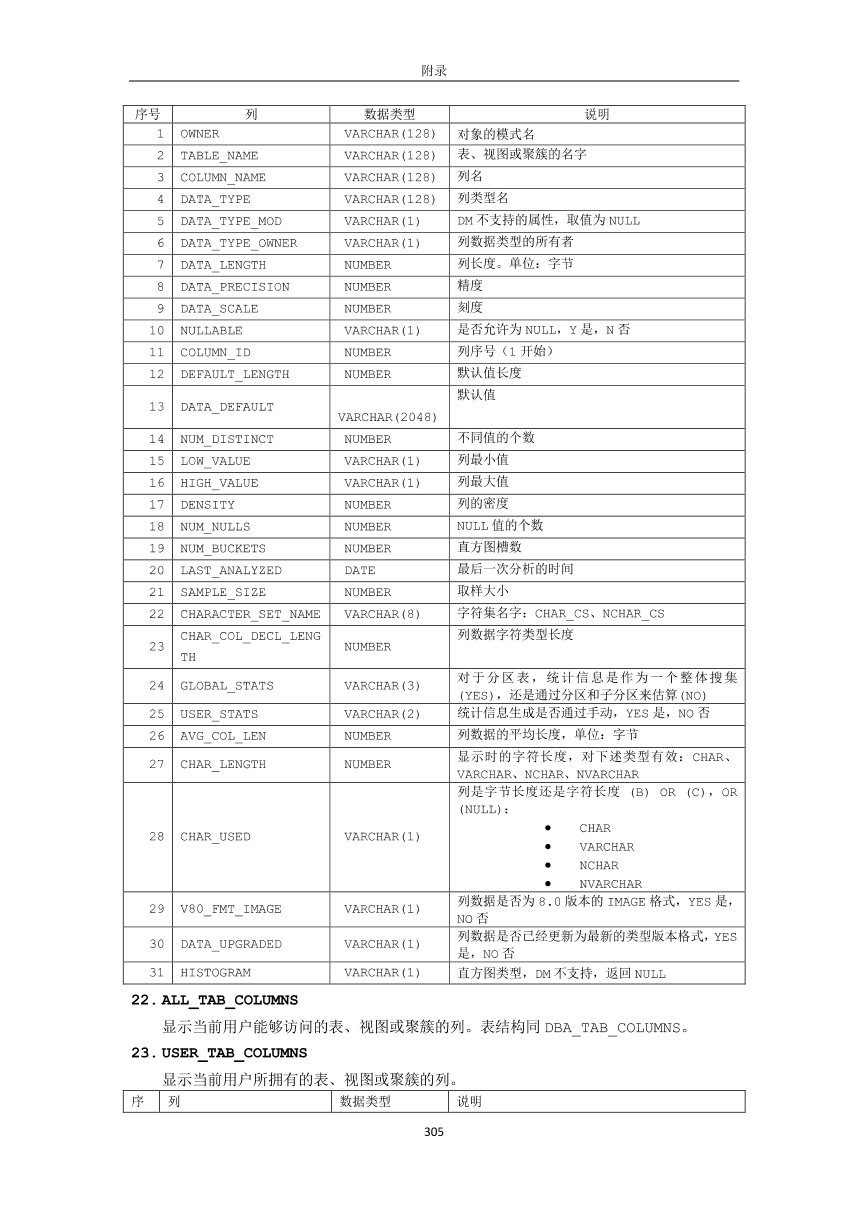 附录
序号 列 数据类型 说明
1 OWNER VARCHAR(128) 对象的模式名
2 TABLE_NAME VARCHAR(128) 表、视图或聚簇的名字
3 COLUMN_NAME VARCHAR(128) 列名
4 DATA_TYPE VARCHAR(128) 列类型名
5 DATA_TYPE_MOD VARCHAR(1) DM 不支持的属性，取值为 NULL
6 DATA_TYPE_OWNER VARCHAR(1) 列数据类型的所有者
7 DATA_LENGTH NUMBER 列长度。单位：字节
8 DATA_PRECISION NUMBER 精度
9 DATA_SCALE NUMBER 刻度
10 NULLABLE VARCHAR(1) 是否允许为 NULL，Y 是，N 否
11 COLUMN_ID NUMBER 列序号（1 开始）
12 DEFAULT_LENGTH NUMBER 默认值长度
13 DATA_DEFAULT VARCHAR(2048) 默认值
14 NUM_DISTINCT NUMBER 不同值的个数
15 LOW_VALUE VARCHAR(1) 列最小值
16 HIGH_VALUE VARCHAR(1) 列最大值
17 DENSITY NUMBER 列的密度
18 NUM_NULLS NUMBER NULL 值的个数
19 NUM_BUCKETS NUMBER 直方图槽数
20 LAST_ANALYZED DATE 最后一次分析的时间
21 SAMPLE_SIZE NUMBER 取样大小
22 CHARACTER_SET_NAME VARCHAR(8) 字符集名字：CHAR_CS、NCHAR_CS
23 CHAR_COL_DECL_LENG
TH NUMBER 列数据字符类型长度
24 GLOBAL_STATS VARCHAR(3) 对于分区表，统计信息是作为一个整体搜集
(YES)，还是通过分区和子分区来估算(NO)
25 USER_STATS VARCHAR(2) 统计信息生成是否通过手动，YES 是，NO 否
26 AVG_COL_LEN NUMBER 列数据的平均长度，单位：字节
27 CHAR_LENGTH NUMBER 显示时的字符长度，对下述类型有效：CHAR、
VARCHAR、NCHAR、NVARCHAR
28 CHAR_USED VARCHAR(1) 列是字节长度还是字符长度 (B) OR (C)，OR
(NULL)：
● CHAR
● VARCHAR
● NCHAR
● NVARCHAR
29 V80_FMT_IMAGE VARCHAR(1) 列数据是否为 8.0 版本的 IMAGE 格式，YES 是，
NO 否
30 DATA_UPGRADED VARCHAR(1) 列数据是否已经更新为最新的类型版本格式，YES
是，NO 否
31 HISTOGRAM VARCHAR(1) 直方图类型，DM 不支持，返回 NULL
22. ALL_TAB_COLUMNS
显示当前用户能够访问的表、视图或聚簇的列。表结构同 DBA_TAB_COLUMNS。
23. USER_TAB_COLUMNS
显示当前用户所拥有的表、视图或聚簇的列。
序 列 数据类型 说明
305